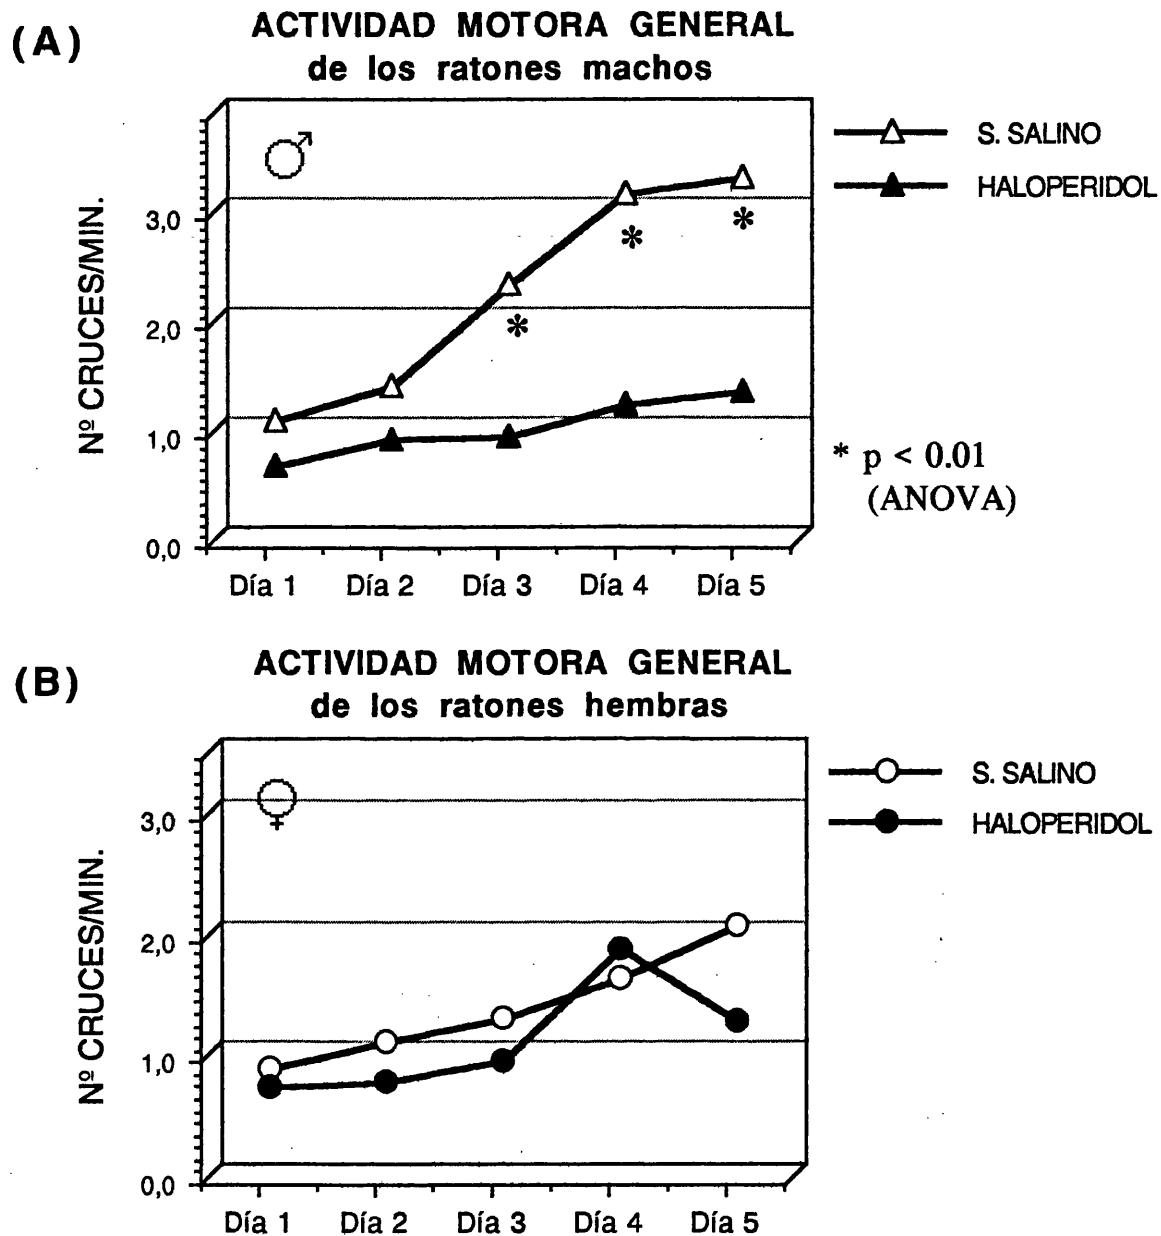 (A)
ACTIVIDAD MOTORA GENERAL
de los ratones machos
S. SALINO
HALOPERIDOL
Nº CRUCES/MIN.
3,0
2,0
1,0
0,0
*
*
*
* p < 0.01
(ANOVA)
Día 1 Día 2 Día 3 Día 4 Día 5
(B)
ACTIVIDAD MOTORA GENERAL
de los ratones hembras
S. SALINO
HALOPERIDOL
Nº CRUCES/MIN.
3,0
2,0
1,0
0,0
Día 1 Día 2 Día 3 Día 4 Día 5